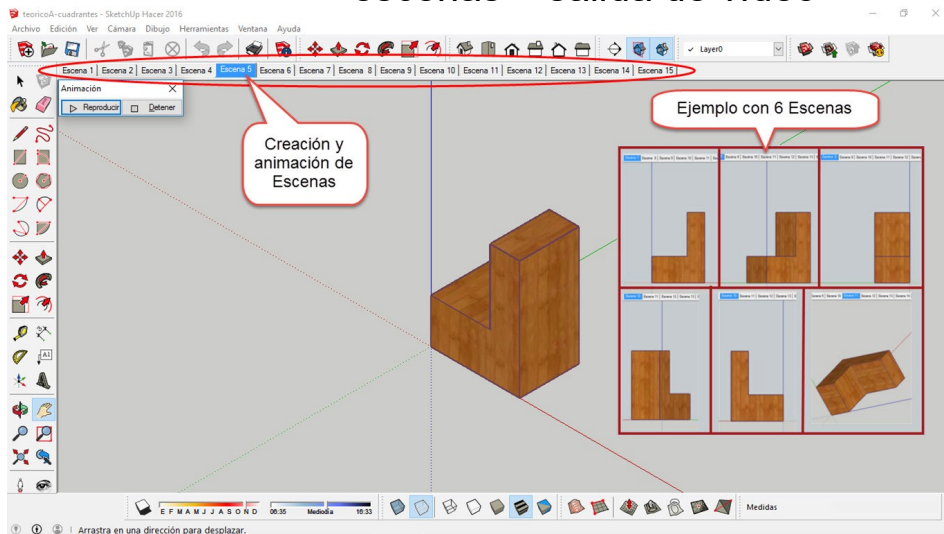 teoricoA-cuadrantes - SketchUp Hacer 2016
Archivo Edición Ver Cámara Dibujo Herramientas Ventana Ayuda
Layer0
Escena 1 Escena 2 Escena 3 Escena 4 Escena 5 Escena 6 Escena 7 Escena 8 Escena 9 Escena 10 Escena 11 Escena 12 Escena 13 Escena 14 Escena 15
Animación
Reproducir Detener
Ejemplo con 6 Escenas
Creación y
animación de
Escenas
E F M A M J J A S O N D 06:35 Mediodía 16:33
Medidas
Arrastra en una dirección para desplazar.